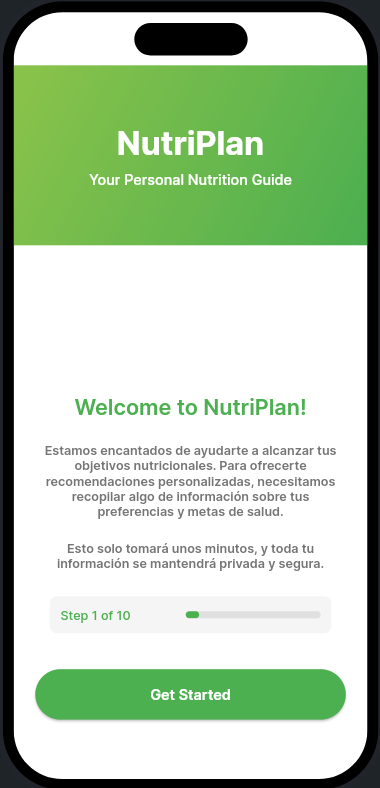 NutriPlan
Your Personal Nutrition Guide
Welcome to NutriPlan!
Estamos encantados de ayudarte a alcanzar tus
objetivos nutricionales. Para ofrecerte
recomendaciones personalizadas, necesitamos
recopilar algo de información sobre tus
preferencias y metas de salud.
Esto solo tomará unos minutos, y toda tu
información se mantendrá privada y segura.
Step 1 of 10
Get Started